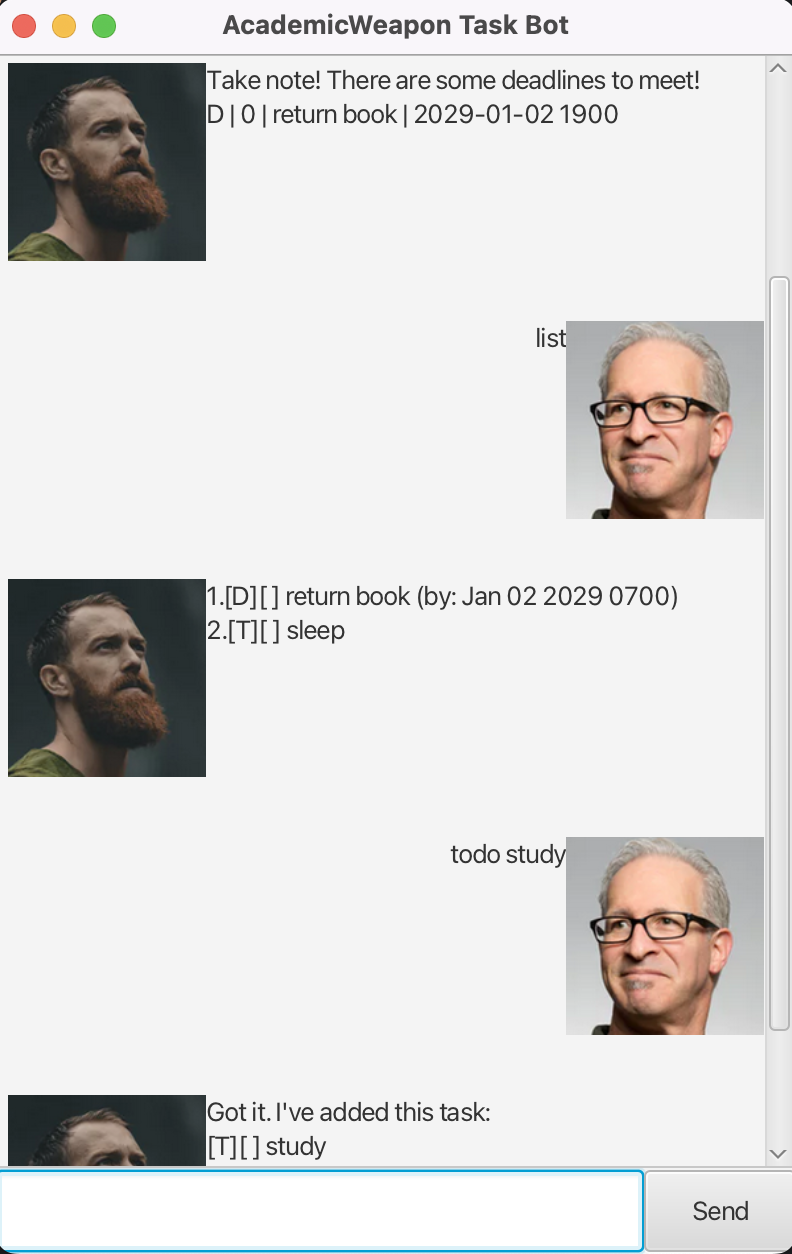 AcademicWeapon Task Bot
Take note! There are some deadlines to meet!
D | 0 | return book | 2029-01-02 1900
list
1.[D][ ] return book (by: Jan 02 2029 0700)
2.[T][ ] sleep
todo study
Got it. I've added this task:
[T][ ] study
Send